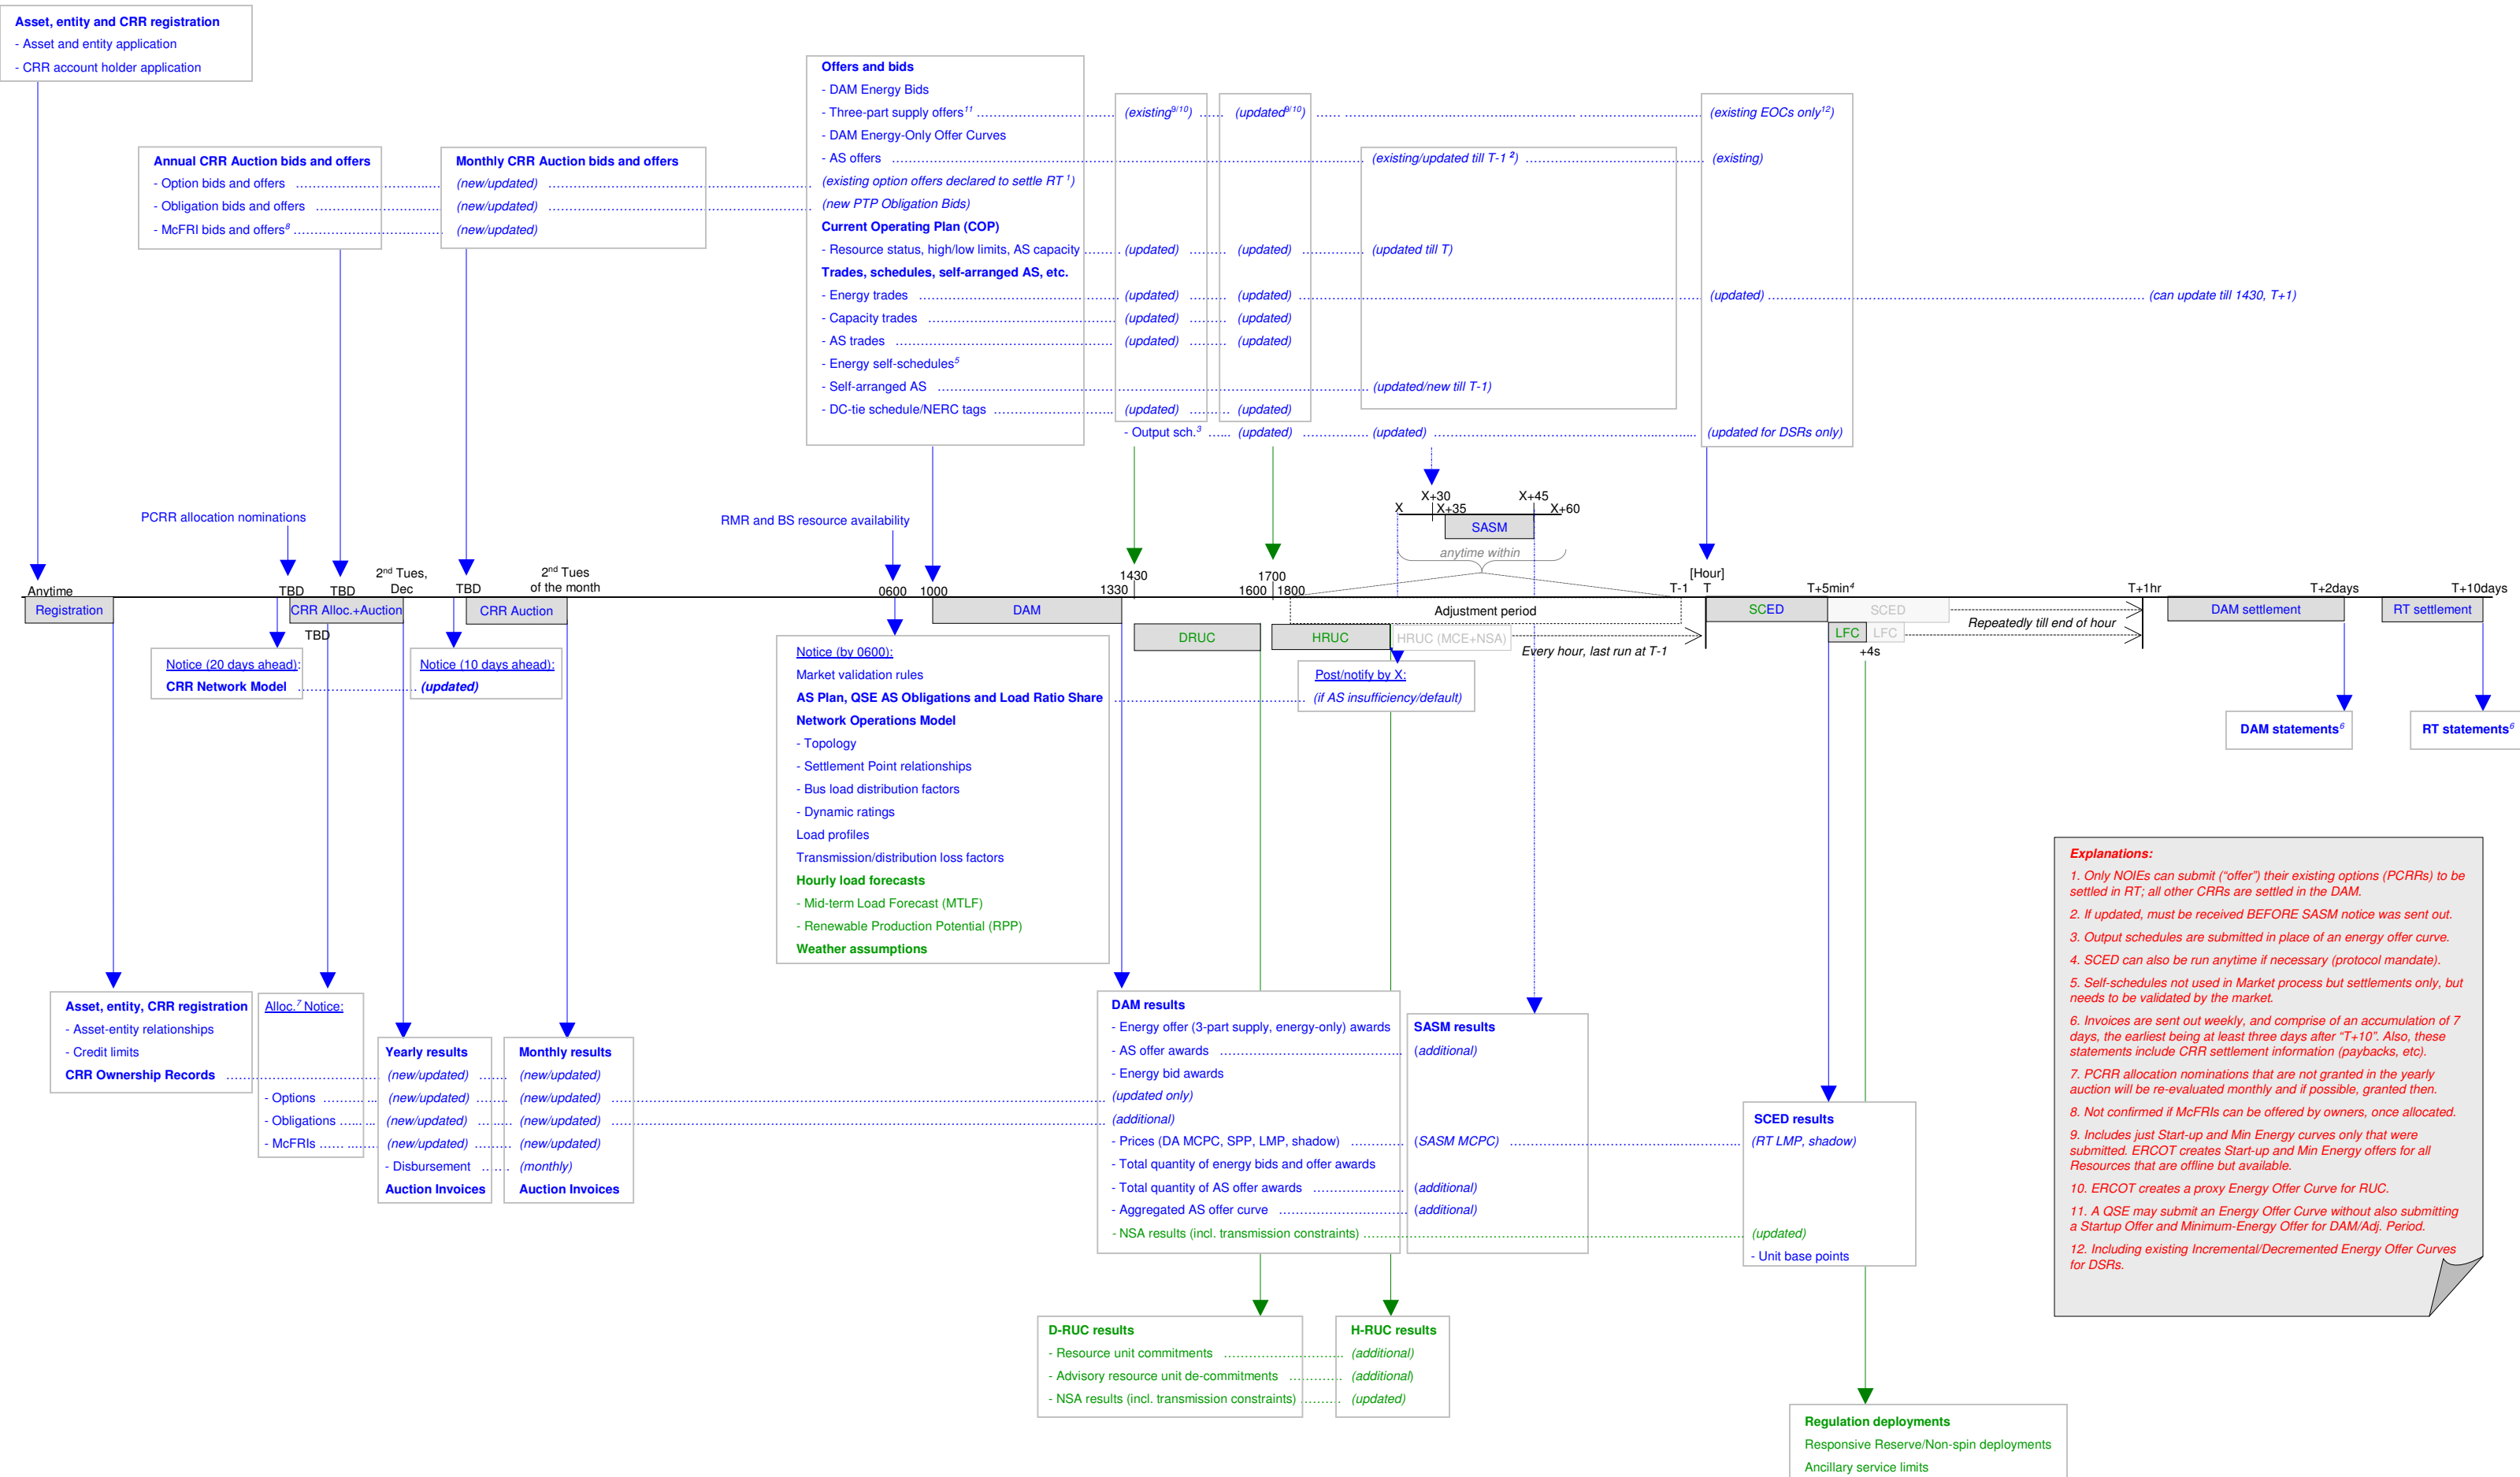 Asset, entity and CRR registration
- Asset and entity application
- CRR account holder application
Annual CRR Auction bids and offers
- Option bids and offers
- Obligation bids and offers
- McFRI bids and offers8
Monthly CRR Auction bids and offers
(new/updated)
(new/updated)
(new/updated)
Offers and bids
- DAM Energy Bids
- Three-part supply offers11 (existing9/10) (updated9/10) (existing EOCs only12)
- DAM Energy-Only Offer Curves
- AS offers (existing/updated till T-1 2) (existing)
(existing option offers declared to settle RT 1)
(new PTP Obligation Bids)
Current Operating Plan (COP)
- Resource status, high/low limits, AS capacity (updated) (updated) (updated till T)
Trades, schedules, self-arranged AS, etc.
- Energy trades (updated) (updated) (updated) (can update till 1430, T+1)
- Capacity trades (updated) (updated)
- AS trades (updated) (updated)
- Energy self-schedules5
- Self-arranged AS (updated/new till T-1)
- DC-tie schedule/NERC tags (updated) (updated)
- Output sch.3 (updated) (updated) (updated for DSRs only)
PCRR allocation nominations
RMR and BS resource availability
X X+30 X+35 X+45 X+60
SASM
anytime within
Anytime
TBD
TBD
2nd Tues,
Dec
TBD
2nd Tues
of the month
0600 1000 1330 1430 1600 1700 1800
T-1
[Hour]
T
T+5min4
T+1hr
T+2days
T+10days
Registration
CRR Alloc.+Auction
CRR Auction
DAM
Adjustment period
SCED
SCED
DAM settlement
RT settlement
TBD
DRUC
HRUC
HRUC (MCE+NSA)
Every hour, last run at T-1
LFC
LFC
+4s
Repeatedly till end of hour
Notice (20 days ahead):
CRR Network Model
Notice (10 days ahead):
(updated)
Notice (by 0600):
Market validation rules
AS Plan, QSE AS Obligations and Load Ratio Share
Network Operations Model
- Topology
- Settlement Point relationships
- Bus load distribution factors
- Dynamic ratings
Load profiles
Transmission/distribution loss factors
Hourly load forecasts
- Mid-term Load Forecast (MTLF)
- Renewable Production Potential (RPP)
Weather assumptions
Post/notify by X:
(if AS insufficiency/default)
DAM statements6
RT statements6
Asset, entity, CRR registration
- Asset-entity relationships
- Credit limits
CRR Ownership Records
Alloc.7 Notice:
- Options
- Obligations
- McFRIs
Yearly results
(new/updated)
(new/updated)
(new/updated)
(new/updated)
- Disbursement
Auction Invoices
Monthly results
(new/updated)
(new/updated)
(new/updated)
(new/updated)
(monthly)
Auction Invoices
DAM results
- Energy offer (3-part supply, energy-only) awards
- AS offer awards
- Energy bid awards
(updated only)
(additional)
- Prices (DA MCPC, SPP, LMP, shadow)
- Total quantity of energy bids and offer awards
- Total quantity of AS offer awards
- Aggregated AS offer curve
- NSA results (incl. transmission constraints)
SASM results
(additional)
(SASM MCPC)
(additional)
(additional)
SCED results
(RT LMP, shadow)
(updated)
- Unit base points
D-RUC results
- Resource unit commitments
- Advisory resource unit de-commitments
- NSA results (incl. transmission constraints)
H-RUC results
(additional)
(additional)
(updated)
Regulation deployments
Responsive Reserve/Non-spin deployments
Ancillary service limits
Explanations:
1. Only NOIEs can submit (“offer”) their existing options (PCRRs) to be
settled in RT; all other CRRs are settled in the DAM.
2. If updated, must be received BEFORE SASM notice was sent out.
3. Output schedules are submitted in place of an energy offer curve.
4. SCED can also be run anytime if necessary (protocol mandate).
5. Self-schedules not used in Market process but settlements only, but
needs to be validated by the market.
6. Invoices are sent out weekly, and comprise of an accumulation of 7
days, the earliest being at least three days after “T+10”. Also, these
statements include CRR settlement information (paybacks, etc).
7. PCRR allocation nominations that are not granted in the yearly
auction will be re-evaluated monthly and if possible, granted then.
8. Not confirmed if McFRIs can be offered by owners, once allocated.
9. Includes just Start-up and Min Energy curves only that were
submitted. ERCOT creates Start-up and Min Energy offers for all
Resources that are offline but available.
10. ERCOT creates a proxy Energy Offer Curve for RUC.
11. A QSE may submit an Energy Offer Curve without also submitting
a Startup Offer and Minimum-Energy Offer for DAM/Adj. Period.
12. Including existing Incremental/Decremented Energy Offer Curves
for DSRs.